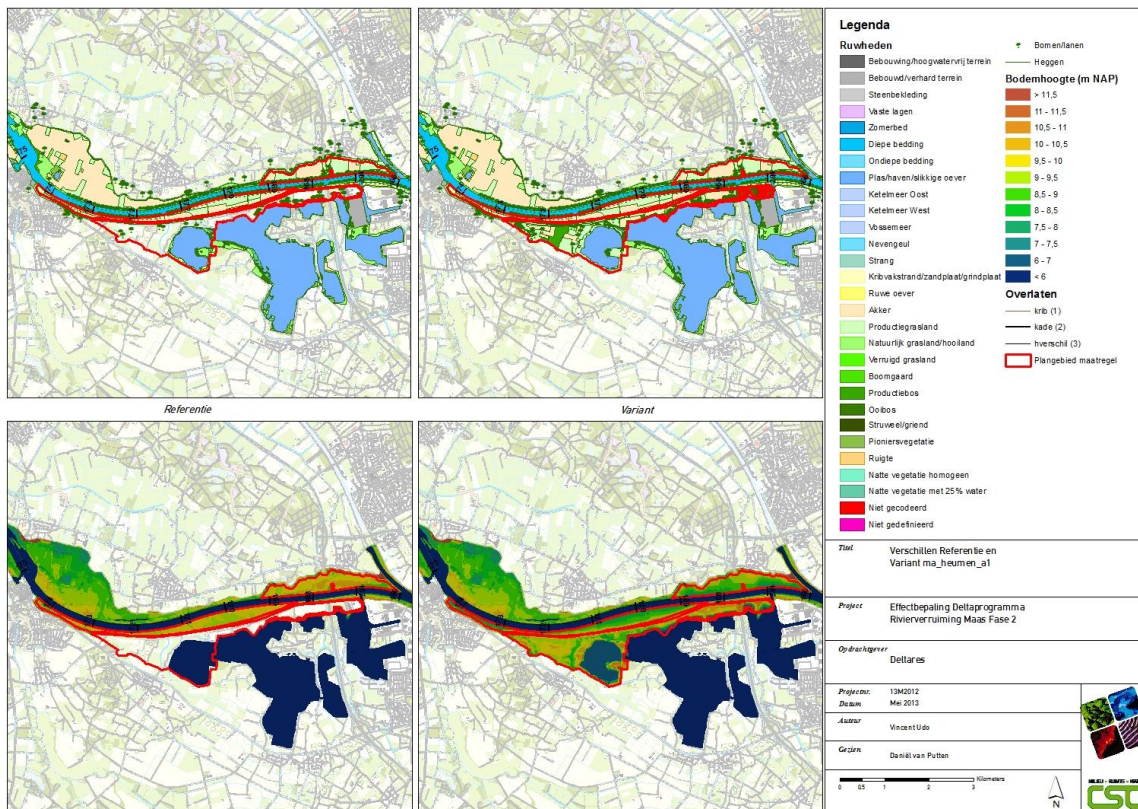 Referentie
Variant
Legenda
Ruwheden
Bebouwing/hoogwatervrij terrein
Bebouwd/verhard terrein
Steenbekleding
Vaste lagen
Zomerbed
Diepe bedding
Ondiepe bedding
Plas/haven/slikkige oever
Ketelmeer Oost
Ketelmeer West
Vossemeer
Nevengeul
Strang
Kribvakstrand/zandplaat/grindplaat
Ruwe oever
Akker
Productiegrasland
Natuurlijk grasland/hooiland
Verruigd grasland
Boomgaard
Productiebos
Ooibos
Struweel/griend
Pioniersvegetatie
Ruigte
Natte vegetatie homogeen
Natte vegetatie met 25% water
Niet gecodeerd
Niet gedefinieerd
Bomen/lanen
Heggen
Bodemhoogte (m NAP)
> 11,5
11 - 11,5
10,5 - 11
10 - 10,5
9,5 - 10
9 - 9,5
8,5 - 9
8 - 8,5
7,5 - 8
7 - 7,5
6 - 7
< 6
Overlaten
krib (1)
kade (2)
hverschil (3)
Plangebied maatregel
Titel
Verschillen Referentie en
Variant ma_heumen_a1
Project
Effectbepaling Deltaprogramma
Rivierverruiming Maas Fase 2
Opdrachtgever
Deltares
Projectnr.
13M2012
Datum
Mei 2013
Auteur
Vincent Udo
Gezien
Daniël van Putten
0 0,5 1 2 3 Kilometers
N
CSO